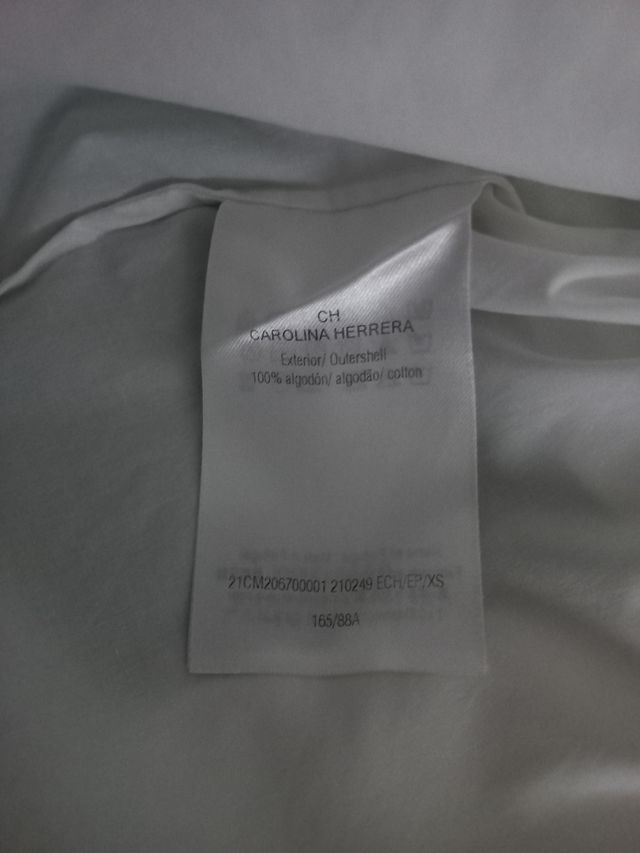 CH
CAROLINA HERRERA
Exterior/ Outershell
100% algodón/ algodão/ cotton
21CM206700001 210249 ECH/EP/XS
165/88A